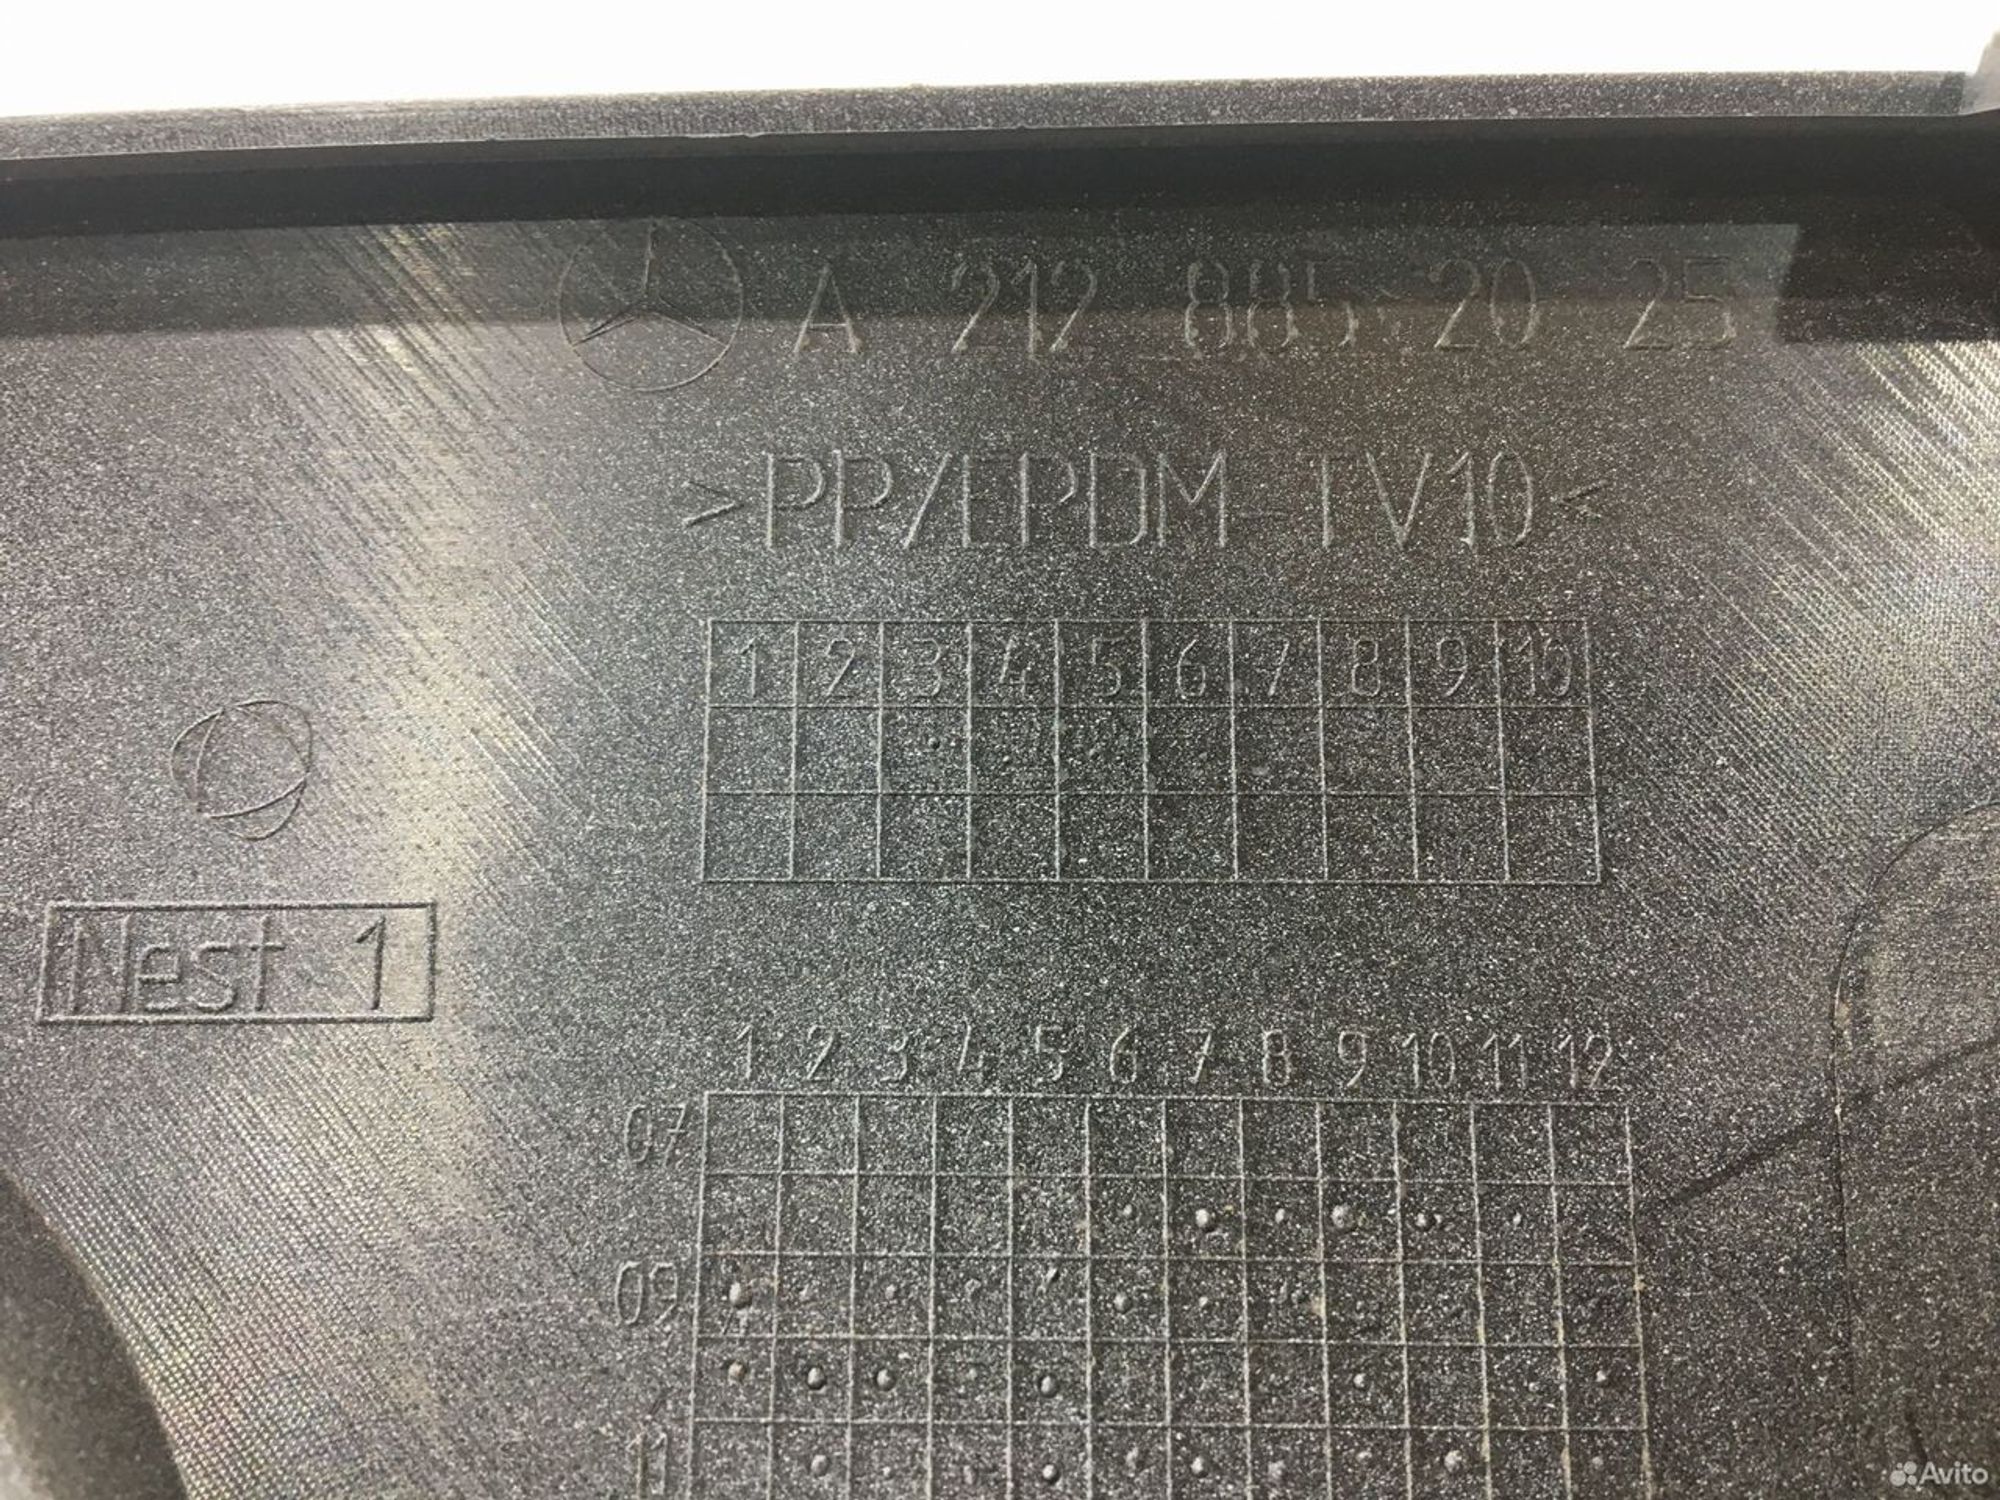 A 212 885 20 25
>PP/EPDM-TV10<
1 2 3 4 5 6 7 8 9 10
Nest 1
1 2 3 4 5 6 7 8 9 10 11 12
07
09
11
Avito